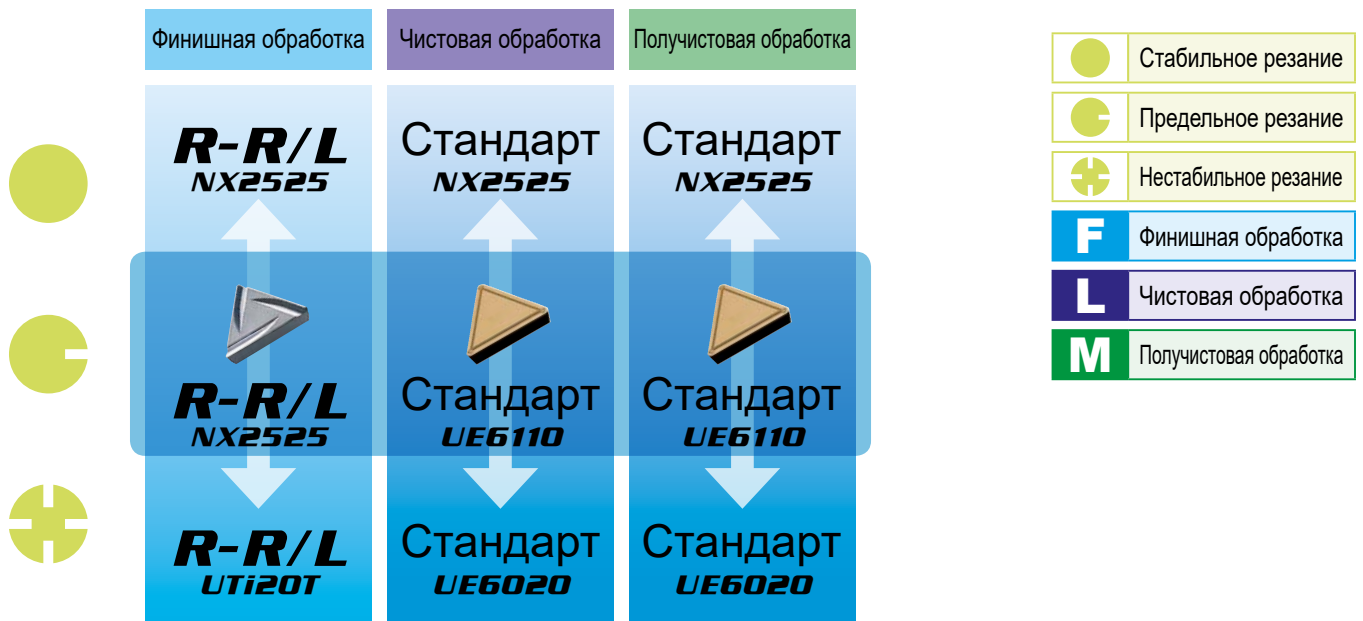 Финишная обработка
Чистовая обработка
Получистовая обработка
R-R/L
NX2525
Стандарт
NX2525
Стандарт
NX2525
R-R/L
NX2525
Стандарт
UE6110
Стандарт
UE6110
R-R/L
UTi20T
Стандарт
UE6020
Стандарт
UE6020
Стабильное резание
Предельное резание
Нестабильное резание
F Финишная обработка
L Чистовая обработка
M Получистовая обработка